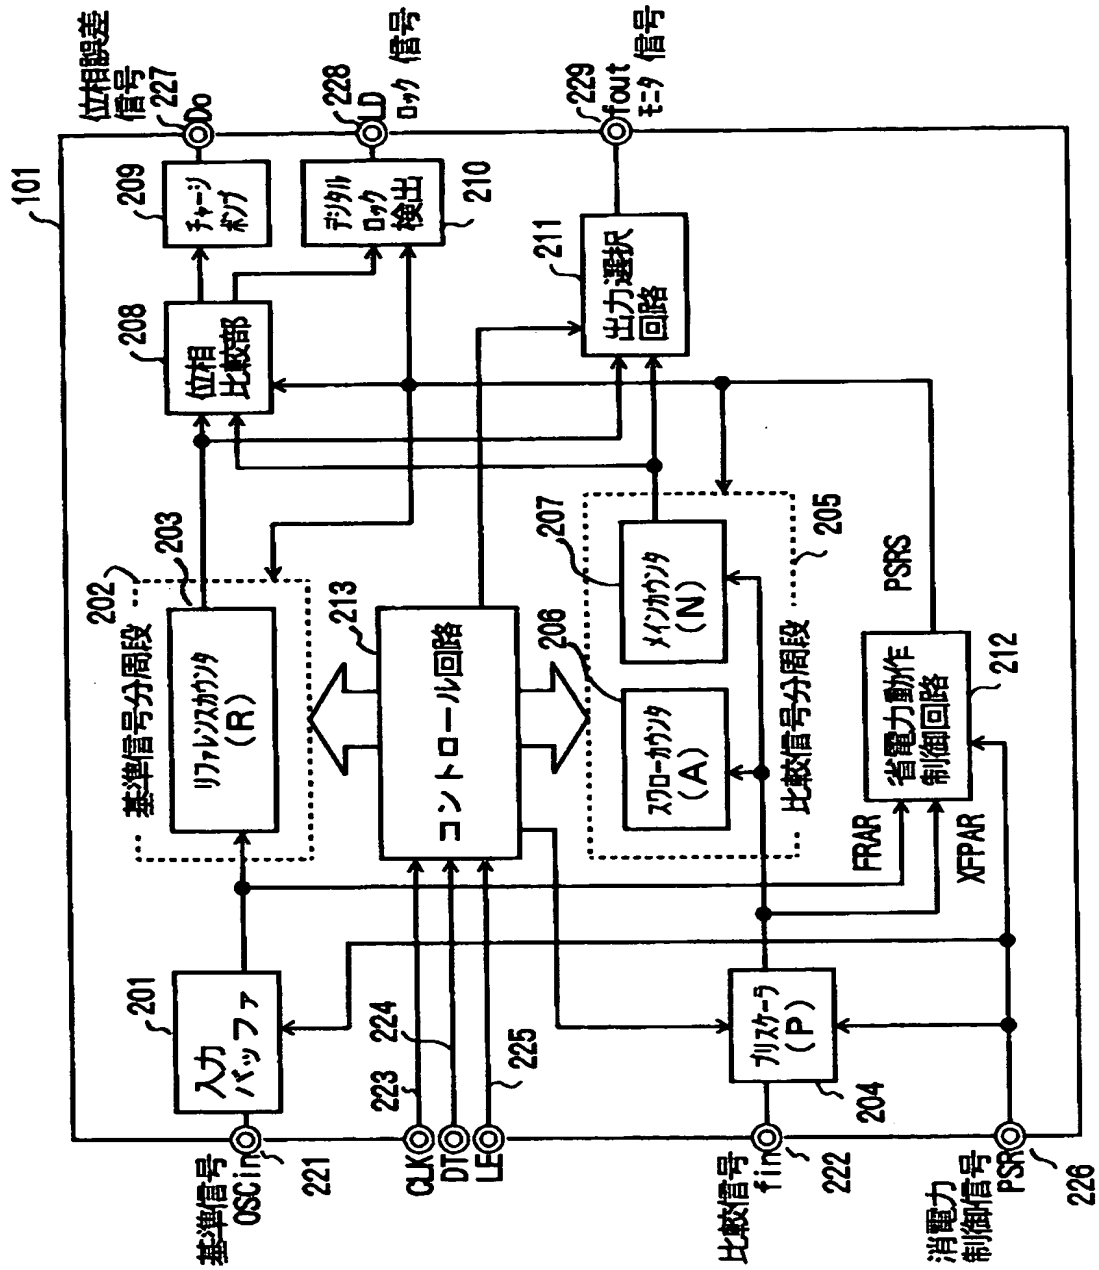 101
基準信号
OSCin
221
201
入力
バッファ
202
基準信号分周段
203
リファレンスカウンタ
(R)
208
位相
比較部
209
チャージ
ポンプ
位相誤差
信号
227
Do
228
LD
ロック 信号
デジタル
ロック
検出
210
CLK
DT
LE
223
224
225
213
コントロール回路
211
出力選択
回路
229
fout
モニタ 信号
比較信号
fin
222
プリスケーラ
(P)
204
206
スワローカウンタ
(A)
207
メインカウンタ
(N)
比較信号分周段
205
FRAR
XFPAR
省電力動作
制御回路
212
PSRS
消電力
制御信号
PSR
226